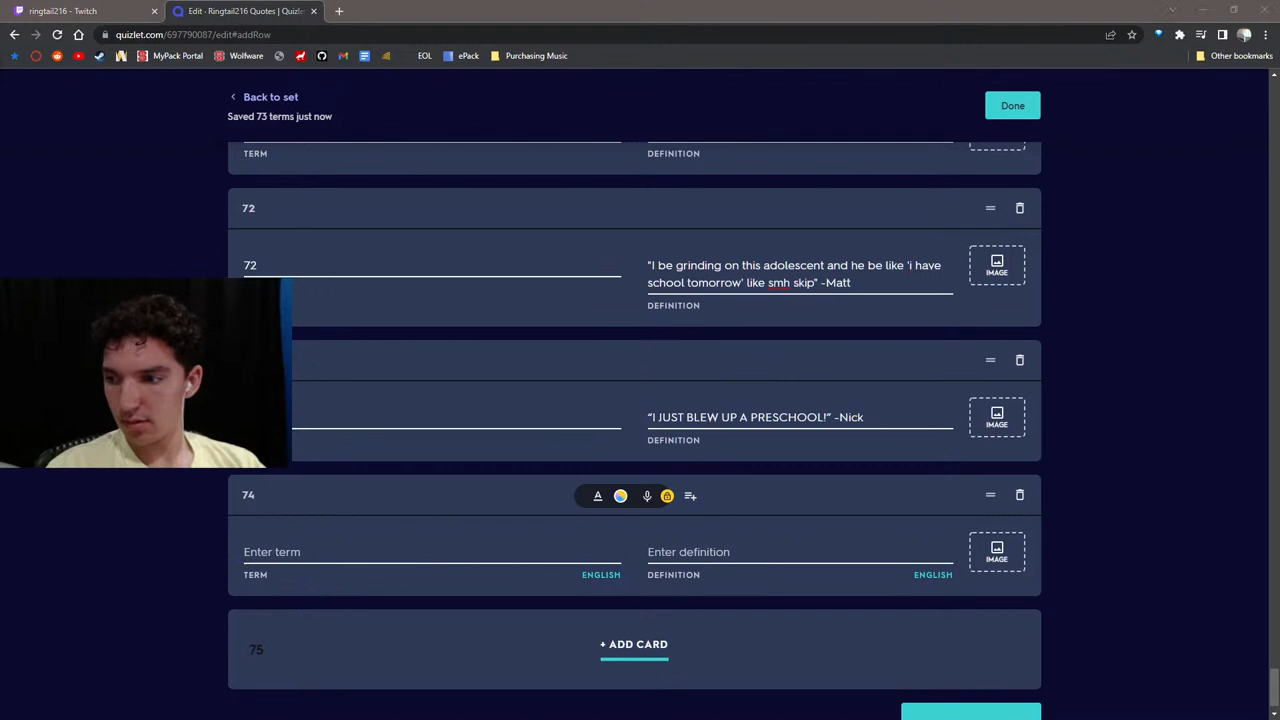 ringtail216 - Twitch
Edit - Ringtail216 Quotes | Quizle
quizlet.com/697790087/edit#addRow
MyPack Portal
Wolfware
EOL
ePack
Purchasing Music
Other bookmarks
Back to set
Saved 73 terms just now
Done
TERM
DEFINITION
72
72
"I be grinding on this adolescent and he be like 'i have
school tomorrow' like smh skip" -Matt
DEFINITION
IMAGE
“I JUST BLEW UP A PRESCHOOL!” -Nick
DEFINITION
IMAGE
74
Enter term
TERM
ENGLISH
Enter definition
DEFINITION
ENGLISH
IMAGE
75
+ ADD CARD